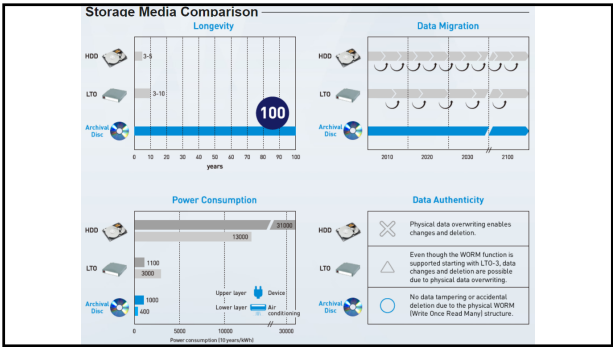 Storage Media Comparison
Longevity
HDD
3-5
LTO
3-10
100
Archival
Disc
0 10 20 30 40 50 60 70 80 90 100
years
Data Migration
HDD
LTO
Archival
Disc
2010 2020 2030 // 2100
Power Consumption
HDD
31000
13000
LTO
1100
3000
Archival
Disc
1000
400
Upper layer Device
Lower layer Air
conditioning
0 5000 10000 // 30000
Power consumption (10 years/kWh)
Data Authenticity
HDD
Physical data overwriting enables
changes and deletion.
LTO
Even though the WORM function is
supported starting with LTO-3, data
changes and deletion are possible
due to physical data overwriting.
Archival
Disc
No data tampering or accidental
deletion due to the physical WORM
(Write Once Read Many) structure.